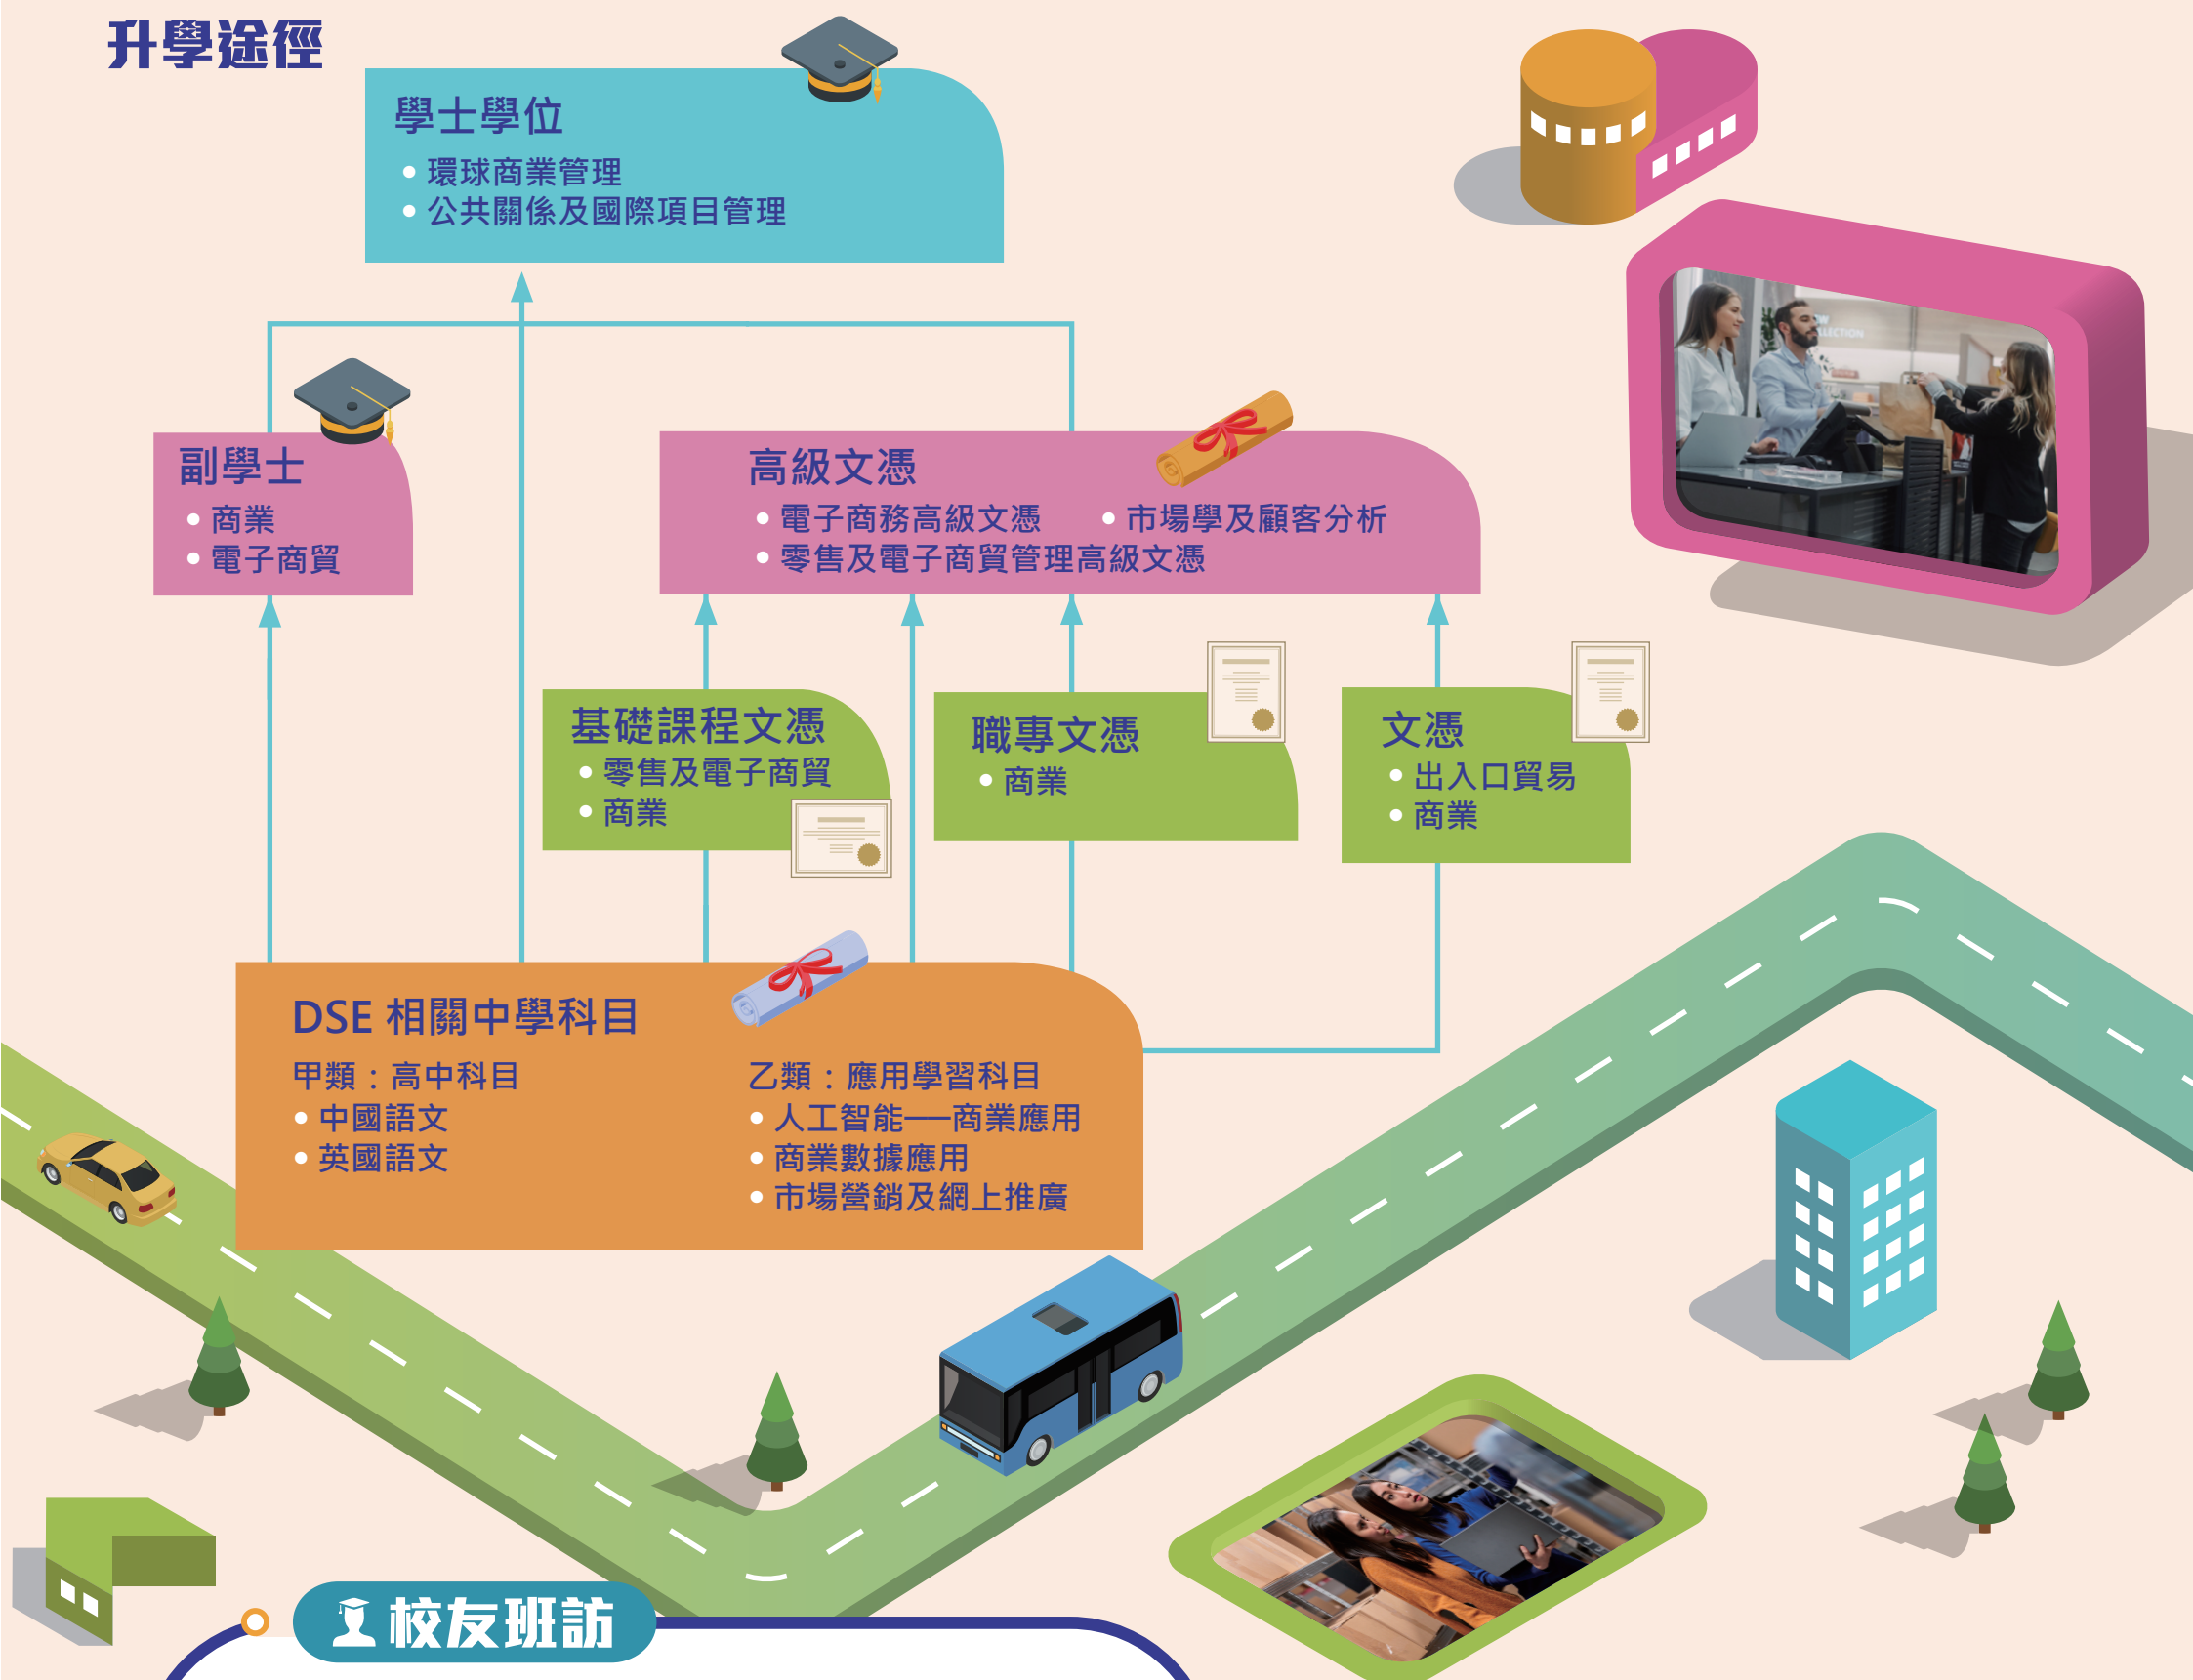 升學途徑
學士學位
• 環球商業管理
• 公共關係及國際項目管理
副學士
• 商業
• 電子商貿
高級文憑
• 電子商務高級文憑 • 市場學及顧客分析
• 零售及電子商貿管理高級文憑
基礎課程文憑
• 零售及電子商貿
• 商業
職專文憑
• 商業
文憑
• 出入口貿易
• 商業
DSE 相關中學科目
甲類：高中科目
• 中國語文
• 英國語文
乙類：應用學習科目
• 人工智能──商業應用
• 商業數據應用
• 市場營銷及網上推廣
校友班訪